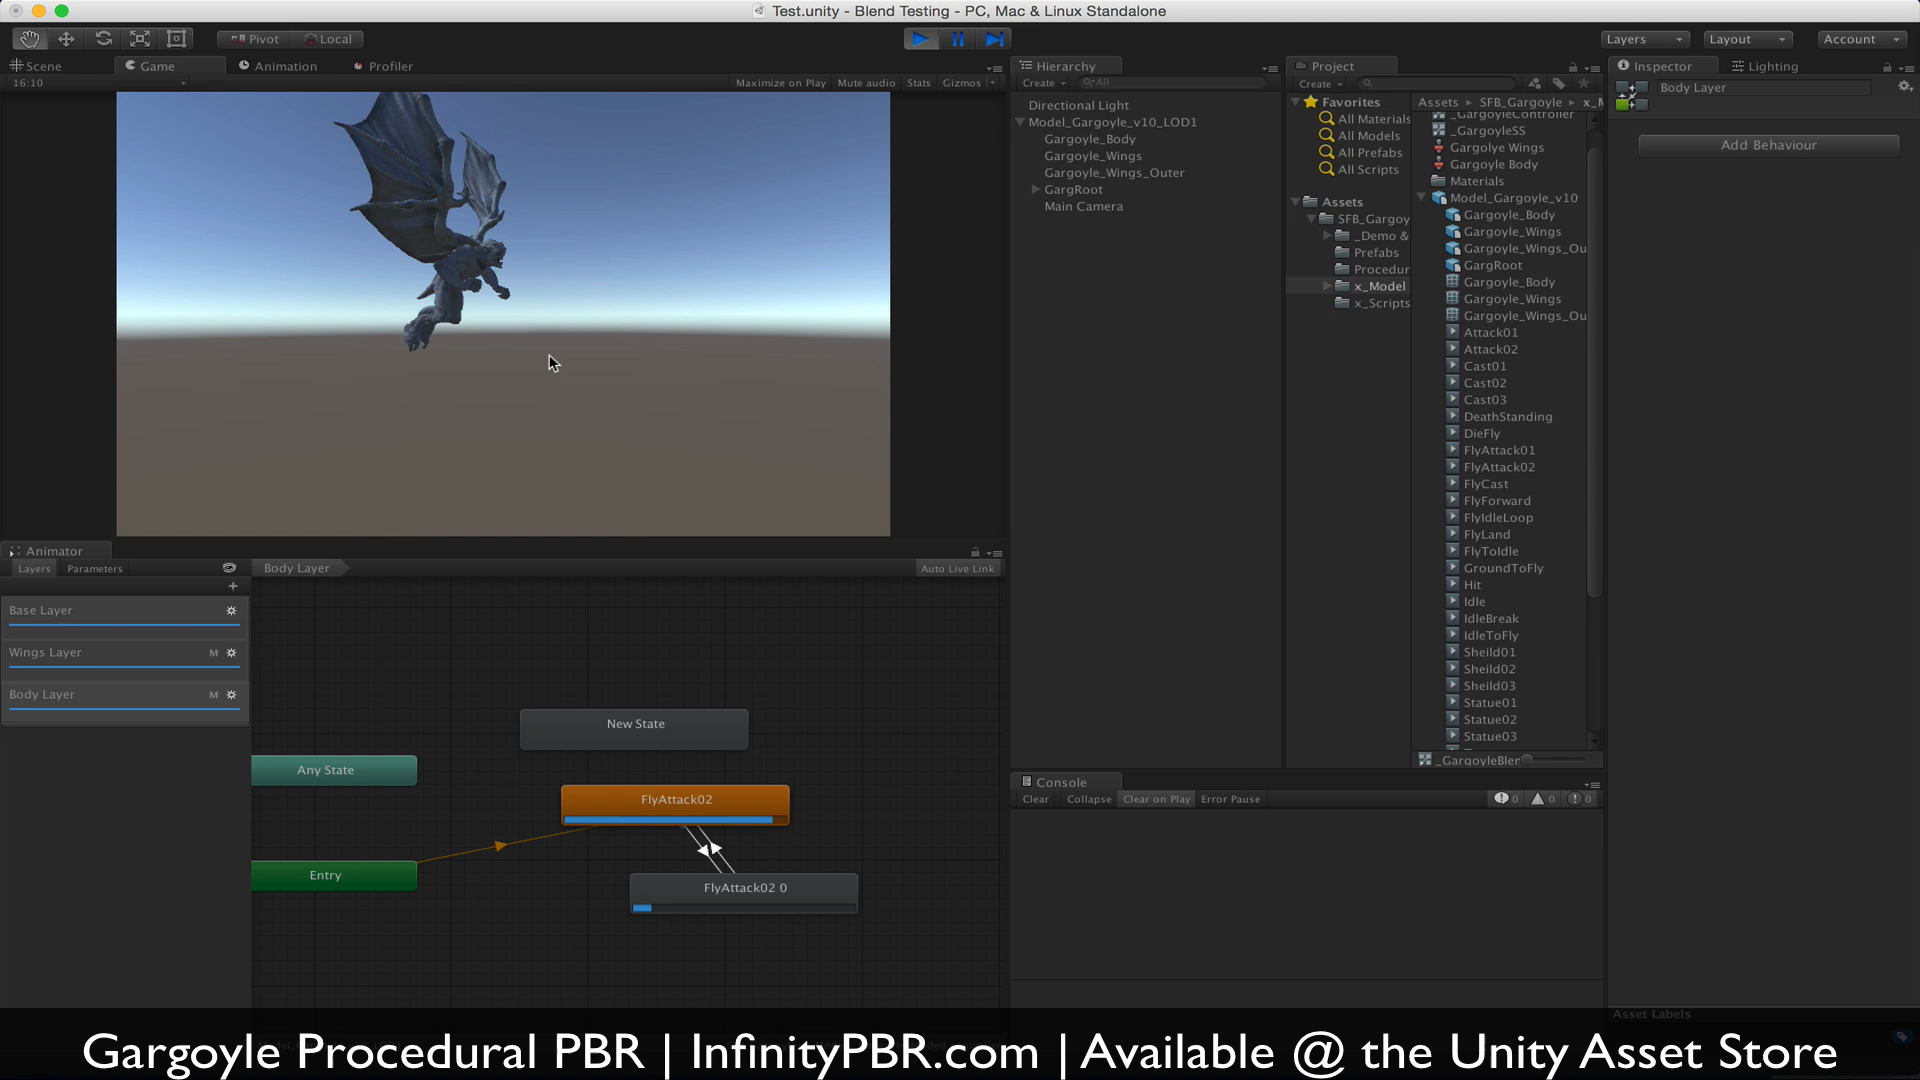 Test.unity - Blend Testing - PC, Mac & Linux Standalone
Pivot
Local
Layers
Layout
Account
Scene
Game
Animation
Profiler
16:10
Maximize on Play
Mute audio
Stats
Gizmos
Hierarchy
Create
All
Directional Light
Model_Gargoyle_v10_LOD1
Gargoyle_Body
Gargoyle_Wings
Gargoyle_Wings_Outer
GargRoot
Main Camera
Project
Create
Favorites
All Materials
All Models
All Prefabs
All Scripts
Assets
SFB_Gargoy
_Demo &
Prefabs
Procedur
x_Model
x_Scripts
Assets ▸ SFB_Gargoyle ▸ x_M
_GargoyleController
_GargoyleSS
Gargolye Wings
Gargoyle Body
Materials
Model_Gargoyle_v10
Gargoyle_Body
Gargoyle_Wings
Gargoyle_Wings_Ou
GargRoot
Gargoyle_Body
Gargoyle_Wings
Gargoyle_Wings_Ou
Attack01
Attack02
Cast01
Cast02
Cast03
DeathStanding
DieFly
FlyAttack01
FlyAttack02
FlyCast
FlyForward
FlyIdleLoop
FlyLand
FlyToIdle
GroundToFly
Hit
Idle
IdleBreak
IdleToFly
Sheild01
Sheild02
Sheild03
Statue01
Statue02
Statue03
_GargoyleBlen
Inspector
Lighting
Body Layer
Add Behaviour
Animator
Layers
Parameters
Body Layer
Auto Live Link
Base Layer
Wings Layer
M
Body Layer
M
New State
Any State
FlyAttack02
Entry
FlyAttack02 0
Console
Clear
Collapse
Clear on Play
Error Pause
0
0
0
Asset Labels
Gargoyle Procedural PBR | InfinityPBR.com | Available @ the Unity Asset Store